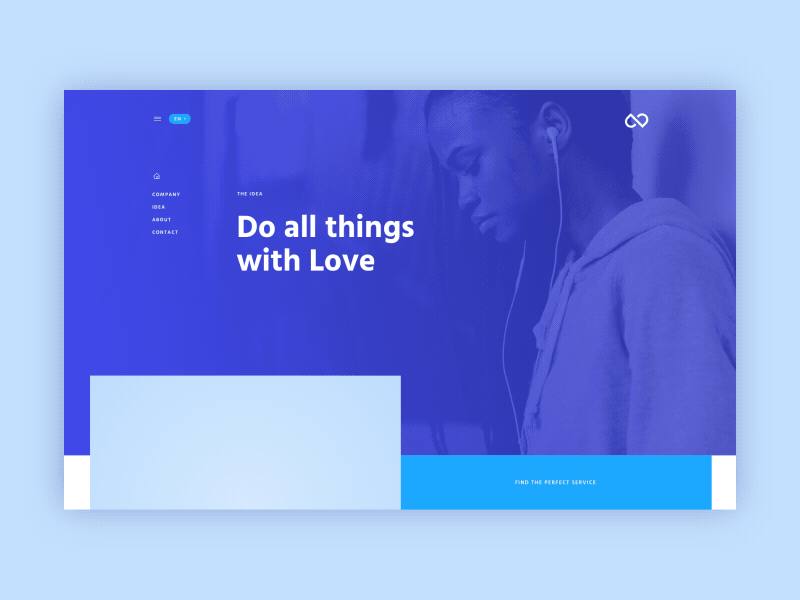 EN
COMPANY
IDEA
ABOUT
CONTACT
THE IDEA
Do all things
with Love
FIND THE PERFECT SERVICE